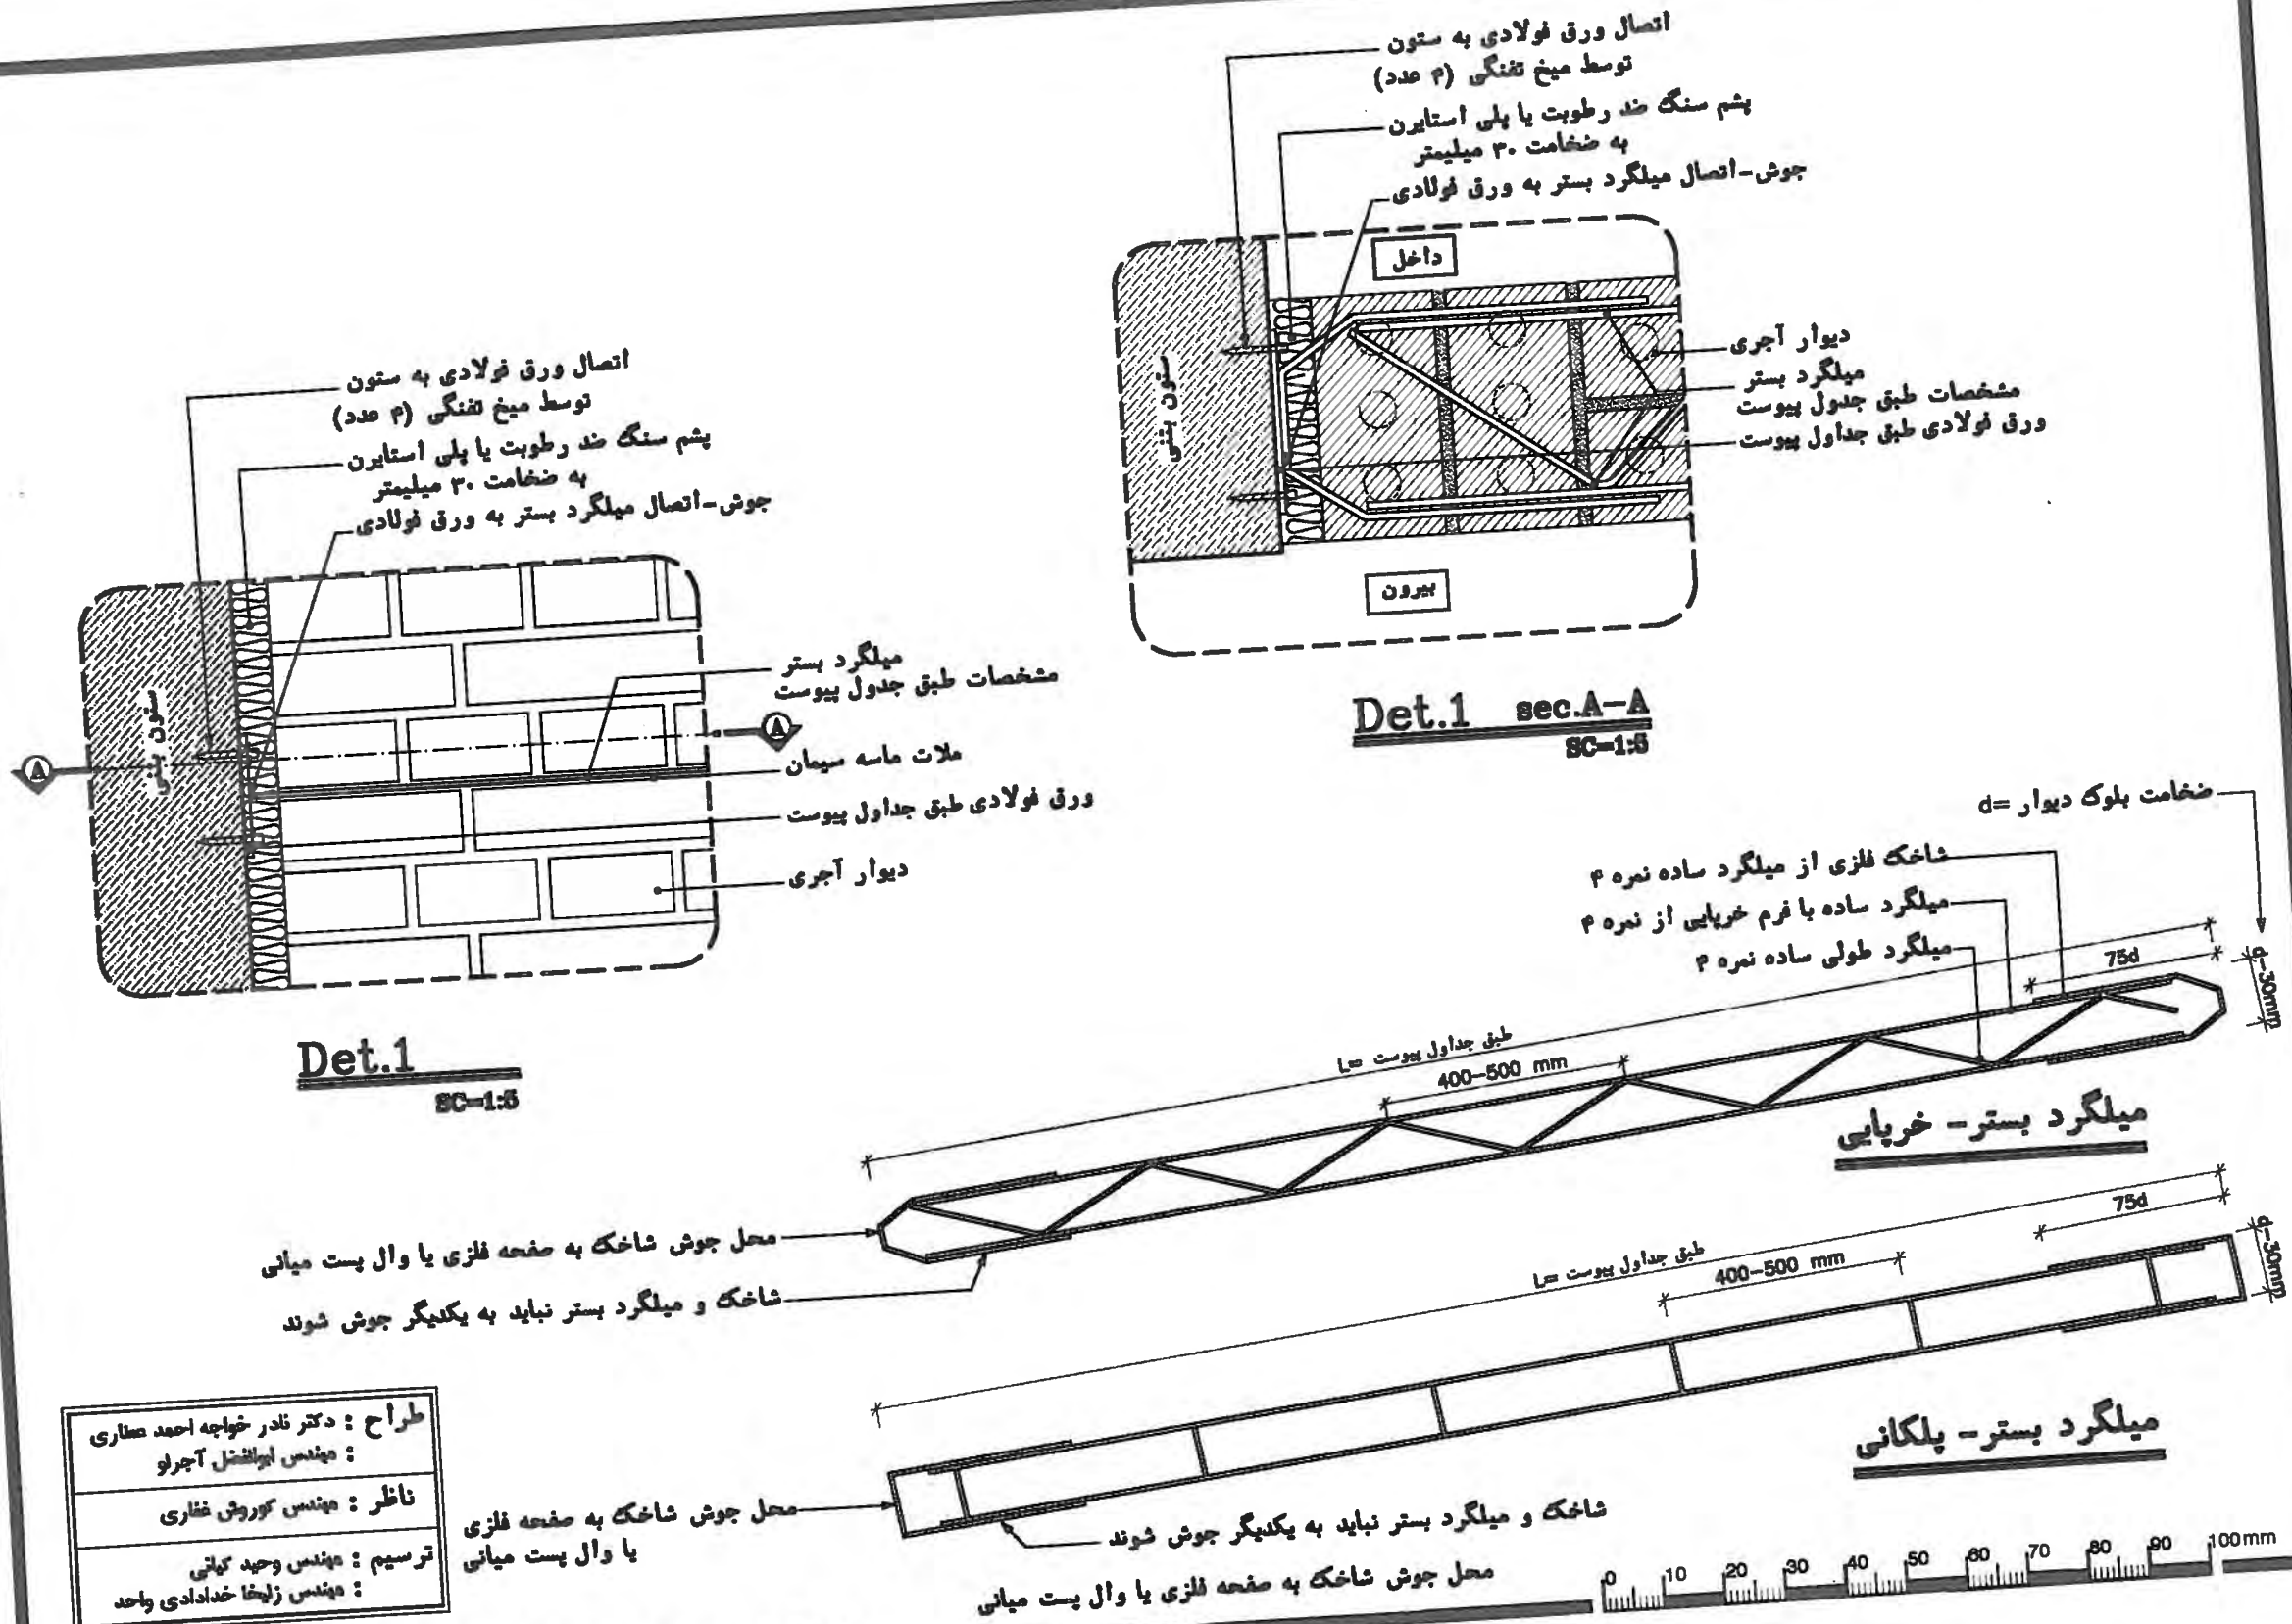 اتصال ورق فولادی به ستون
توسط میخ تفنگی (۴ عدد)
پشم سنگ ضد رطوبت یا پلی استایرن
به ضخامت ۳۰ میلیمتر
جوش-اتصال میلگرد بستر به ورق فولادی
داخل
ستون بتنی
دیوار آجری
میلگرد بستر
مشخصات طبق جدول پیوست
ورق فولادی طبق جداول پیوست
بیرون
Det.1 sec.A-A
SC=1:5
اتصال ورق فولادی به ستون
توسط میخ تفنگی (۴ عدد)
پشم سنگ ضد رطوبت یا پلی استایرن
به ضخامت ۳۰ میلیمتر
جوش-اتصال میلگرد بستر به ورق فولادی
ستون بتنی
A
A
میلگرد بستر
مشخصات طبق جدول پیوست
ملات ماسه سیمان
ورق فولادی طبق جداول پیوست
دیوار آجری
Det.1
SC=1:5
ضخامت بلوک دیوار =d
شاخک فلزی از میلگرد ساده نمره ۴
میلگرد ساده با فرم خرپایی از نمره ۴
میلگرد طولی ساده نمره ۴
75d
d-30mm
طبق جداول پیوست =L
400-500 mm
میلگرد بستر- خرپایی
محل جوش شاخک به صفحه فلزی یا وال پست میانی
شاخک و میلگرد بستر نباید به یکدیگر جوش شوند
75d
d-30mm
طبق جداول پیوست =L
400-500 mm
میلگرد بستر- پلکانی
محل جوش شاخک به صفحه فلزی
یا وال پست میانی
شاخک و میلگرد بستر نباید به یکدیگر جوش شوند
محل جوش شاخک به صفحه فلزی یا وال پست میانی
طراح : دکتر نادر خواجه احمد عطاری
: مهندس ابوالفضل آجرلو
ناظر : مهندس کوروش غفاری
ترسیم : مهندس وحید کیانی
: مهندس زلیخا خدادادی واحد
0 10 20 30 40 50 60 70 80 90 100mm